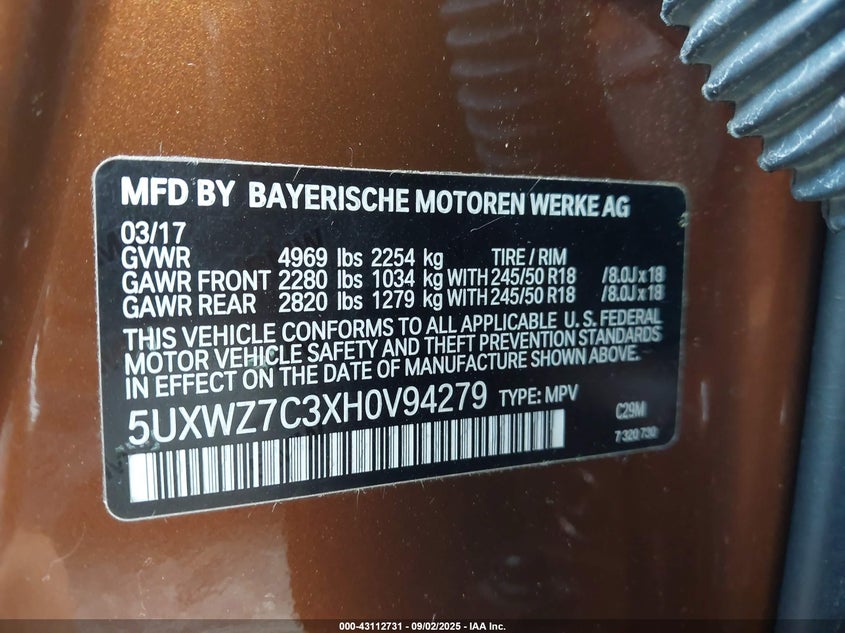 MFD BY BAYERISCHE MOTOREN WERKE AG
03/17
GVWR 4969 lbs 2254 kg TIRE / RIM
GAWR FRONT 2280 lbs 1034 kg WITH 245/50 R18 /8.0J x 18
GAWR REAR 2820 lbs 1279 kg WITH 245/50 R18 /8.0J x 18
THIS VEHICLE CONFORMS TO ALL APPLICABLE U.S. FEDERAL
MOTOR VEHICLE SAFETY AND THEFT PREVENTION STANDARDS
IN EFFECT ON THE DATE OF MANUFACTURE SHOWN ABOVE.
5UXWZ7C3XH0V94279 TYPE: MPV C29M
7 320 730
000-43112731 - 09/02/2025 - IAA Inc.